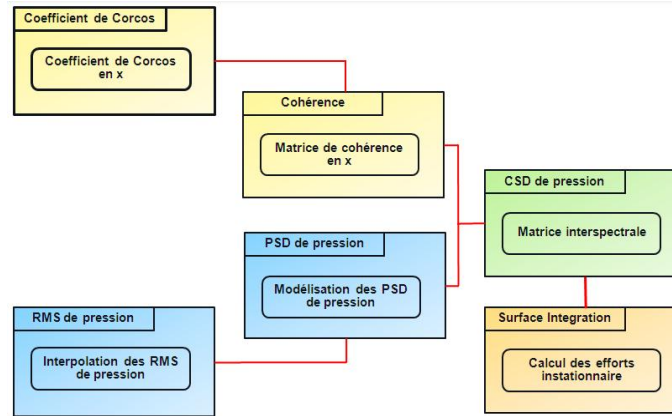 Coefficient de Corcos
Coefficient de Corcos
en x
Cohérence
Matrice de cohérence
en x
CSD de pression
Matrice interspectrale
PSD de pression
Modélisation des PSD
de pression
RMS de pression
Interpolation des RMS
de pression
Surface Integration
Calcul des efforts
instationnaire